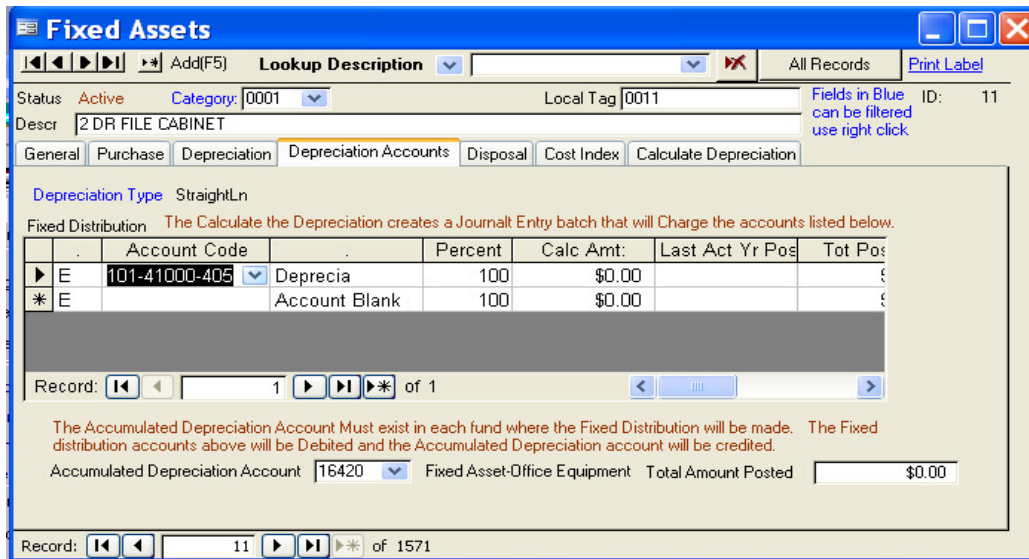 Fixed Assets
Add(F5) Lookup Description All Records Print Label
Status Active Category: 0001 Local Tag 0011 Fields in Blue can be filtered use right click ID: 11
Descr 2 DR FILE CABINET
General Purchase Depreciation Depreciation Accounts Disposal Cost Index Calculate Depreciation
Depreciation Type StraightLn
Fixed Distribution The Calculate the Depreciation creates a Journalt Entry batch that will Charge the accounts listed below.
. Account Code . Percent Calc Amt: Last Act Yr Pos Tot Pos
E 101-41000-405 Deprecia 100 $0.00
E Account Blank 100 $0.00
Record: 1 of 1
The Accumulated Depreciation Account Must exist in each fund where the Fixed Distribution will be made. The Fixed
distribution accounts above will be Debited and the Accumulated Depreciation account will be credited.
Accumulated Depreciation Account 16420 Fixed Asset-Office Equipment Total Amount Posted $0.00
Record: 11 of 1571